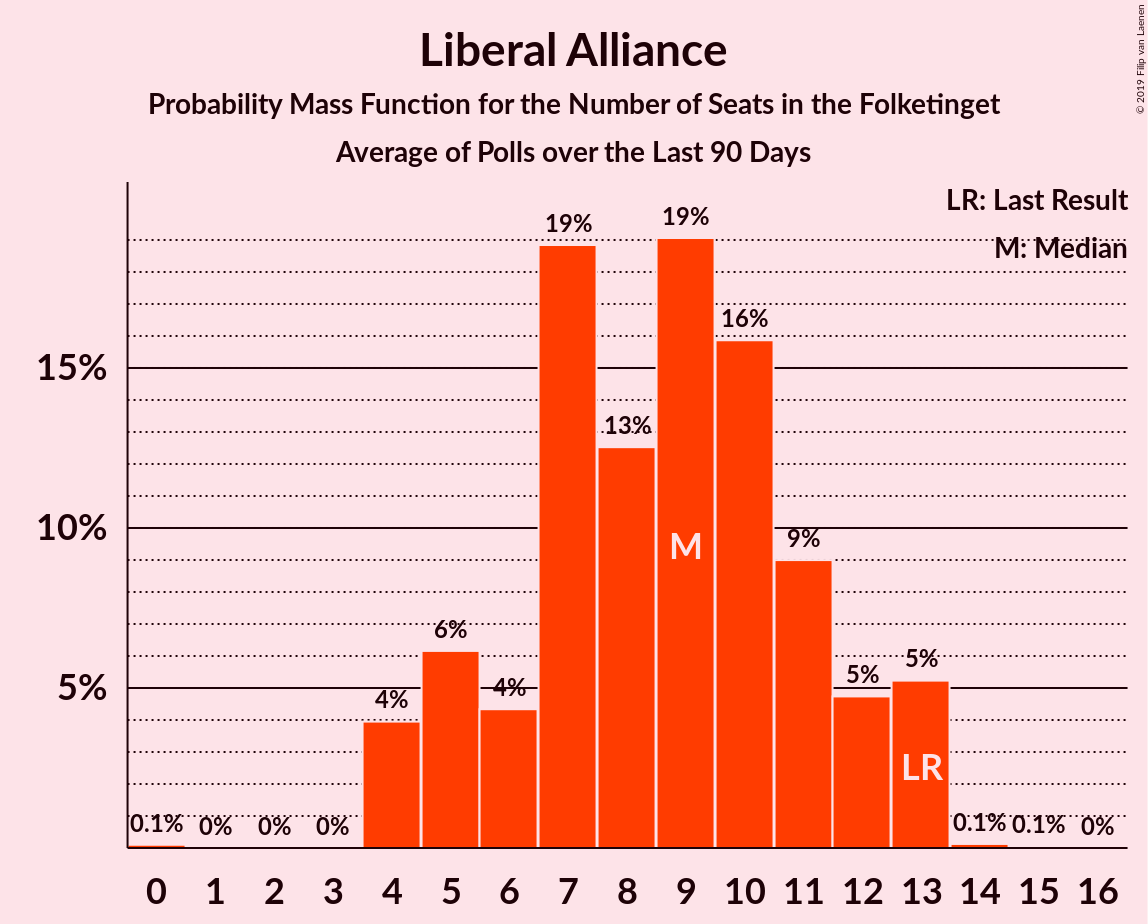 Liberal Alliance
Probability Mass Function for the Number of Seats in the Folketinget
Average of Polls over the Last 90 Days
© 2019 Filip van Laenen
LR: Last Result
M: Median
15%
10%
5%
0.1% 0% 0% 0% 4% 6% 4% 19% 13% 19% 16% 9% 5% 5% 0.1% 0.1% 0%
M
LR
0 1 2 3 4 5 6 7 8 9 10 11 12 13 14 15 16